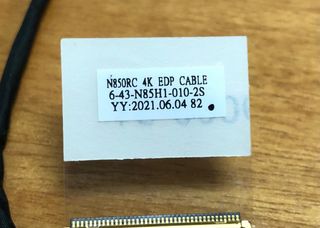 N850RC 4K EDP CABLE
6-43-N85H1-010-2S
YY:2021.06.04 82